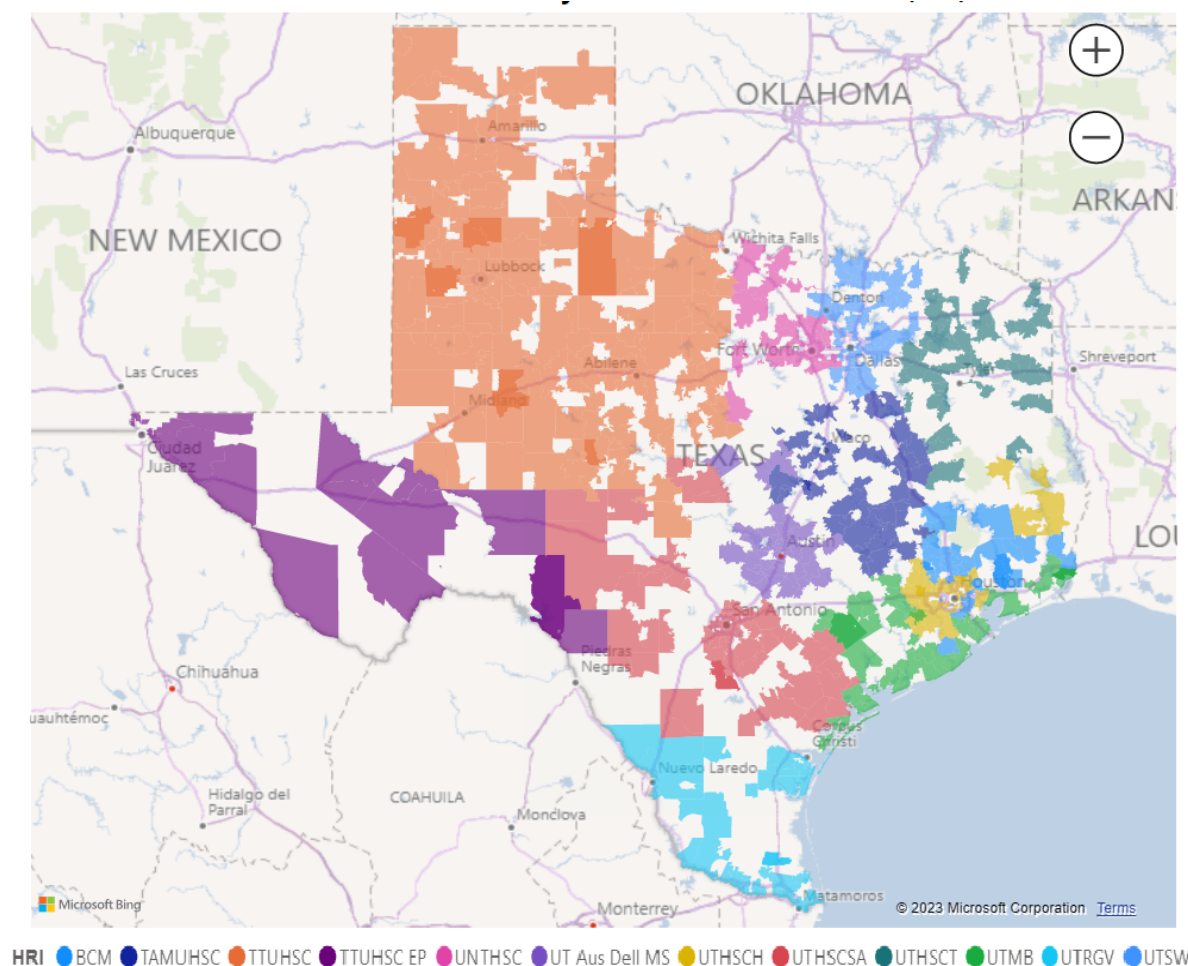 OKLAHOMA
Albuquerque
Amarillo
ARKAN
NEW MEXICO
Wichita Falls
Lubbock
Denton
Fort Worth
Dallas
Abilene
Shreveport
Las Cruces
Tyler
Midland
Ciudad
Juárez
TEXAS
Waco
LOU
Austin
Houston
San Antonio
Piedras
Negras
Chihuahua
uauhtémoc
Corpus
Christi
Nuevo Laredo
Hidalgo del
Parral
COAHUILA
Monclova
Matamoros
Microsoft Bing
Monterrey
© 2023 Microsoft Corporation Terms
HRI BCM TAMUHSC TTUHSC TTUHSC EP UNTHSC UT Aus Dell MS UTHSCH UTHSCSA UTHSCT UTMB UTRGV UTSW